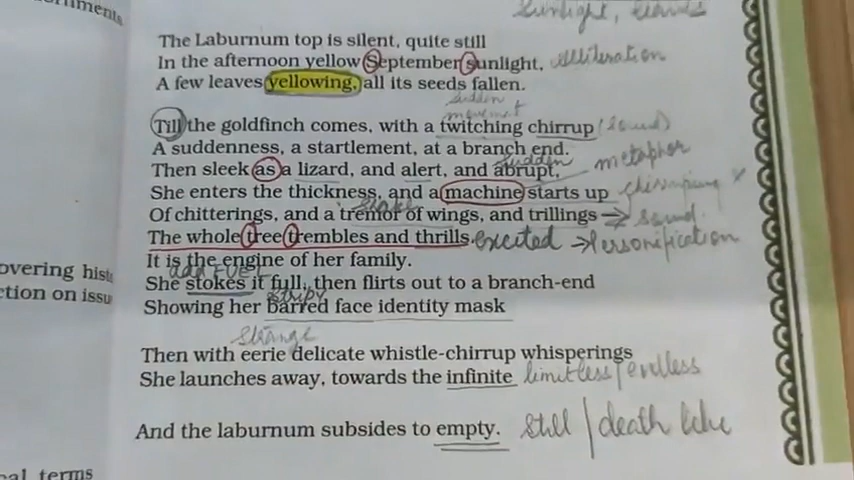 Sunlight,
The Laburnum top is silent, quite still
In the afternoon yellow September sunlight, alliteration
A few leaves yellowing, all its seeds fallen.
sudden
movement
Till the goldfinch comes, with a twitching chirrup (sound)
A suddenness, a startlement, at a branch end.
sudden
Then sleek as a lizard, and alert, and abrupt, metaphor
She enters the thickness, and a machine starts up chirruping
shake
Of chitterings, and a tremor of wings, and trillings → sound
The whole tree trembles and thrills. excited → Personification
It is the engine of her family.
add FUEL
She stokes it full, then flirts out to a branch-end
stripy
Showing her barred face identity mask
strange
Then with eerie delicate whistle-chirrup whisperings
She launches away, towards the infinite limitless/endless
And the laburnum subsides to empty. still / death like
overing hist
ction on issu
cal terms